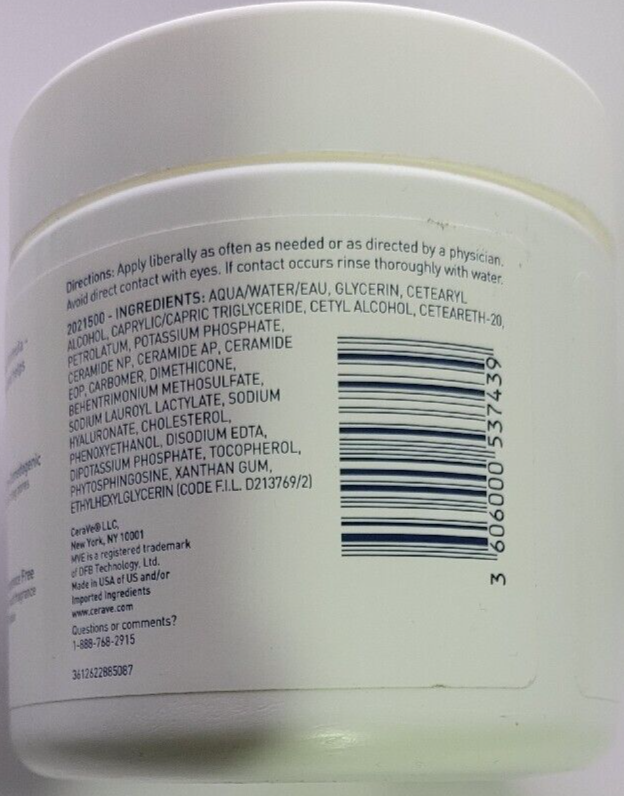 Directions: Apply liberally as often as needed or as directed by a physician.
Avoid direct contact with eyes. If contact occurs rinse thoroughly with water.
2021500 - INGREDIENTS: AQUA/WATER/EAU, GLYCERIN, CETEARYL
ALCOHOL, CAPRYLIC/CAPRIC TRIGLYCERIDE, CETYL ALCOHOL, CETEARETH-20,
PETROLATUM, POTASSIUM PHOSPHATE,
CERAMIDE NP, CERAMIDE AP, CERAMIDE
EOP, CARBOMER, DIMETHICONE,
BEHENTRIMONIUM METHOSULFATE,
SODIUM LAUROYL LACTYLATE, SODIUM
HYALURONATE, CHOLESTEROL,
PHENOXYETHANOL, DISODIUM EDTA,
DIPOTASSIUM PHOSPHATE, TOCOPHEROL,
PHYTOSPHINGOSINE, XANTHAN GUM,
ETHYLHEXYLGLYCERIN (CODE F.I.L. D213769/2)
CeraVe® LLC,
New York, NY 10001
MVE is a registered trademark
of DFB Technology, Ltd.
Made in USA of US and/or
Imported Ingredients
www.cerave.com
Questions or comments?
1-888-768-2915
3612622885087
3 606000 537439